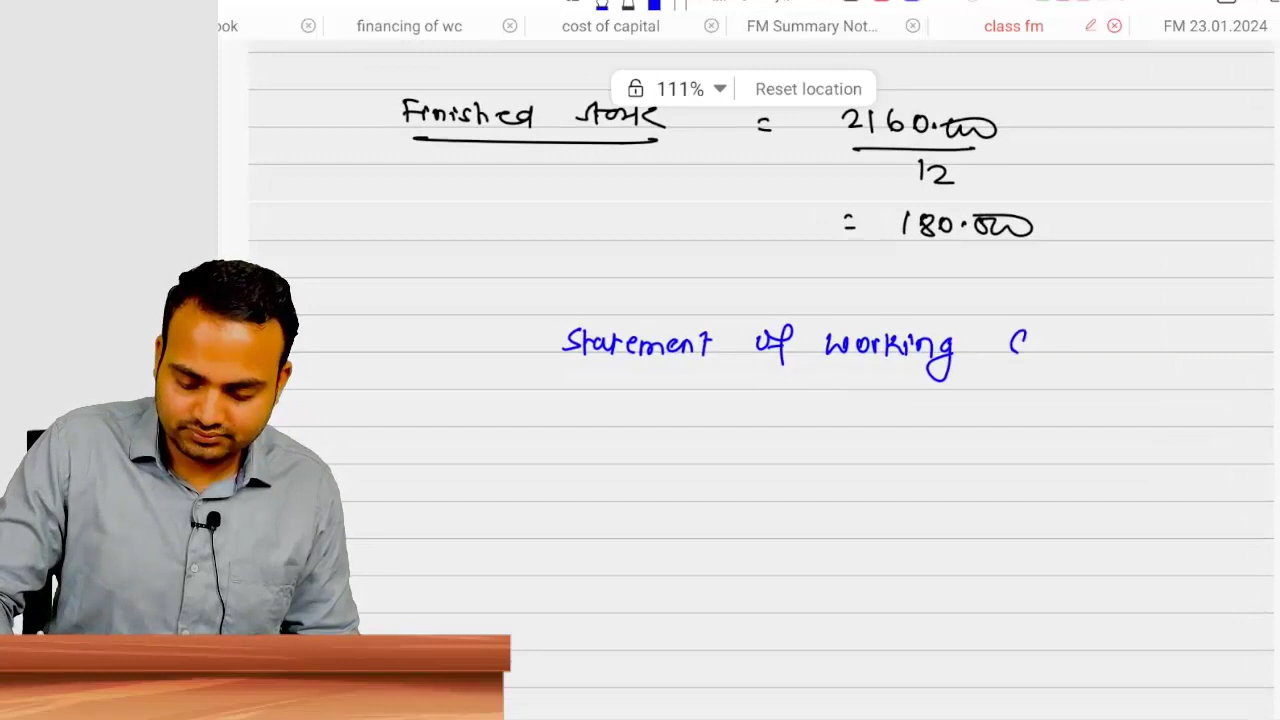 ook financing of wc cost of capital FM Summary Not... class fm FM 23.01.2024
111% Reset location
Finished stock = 2160.000
12
= 180.000
Statement of working C